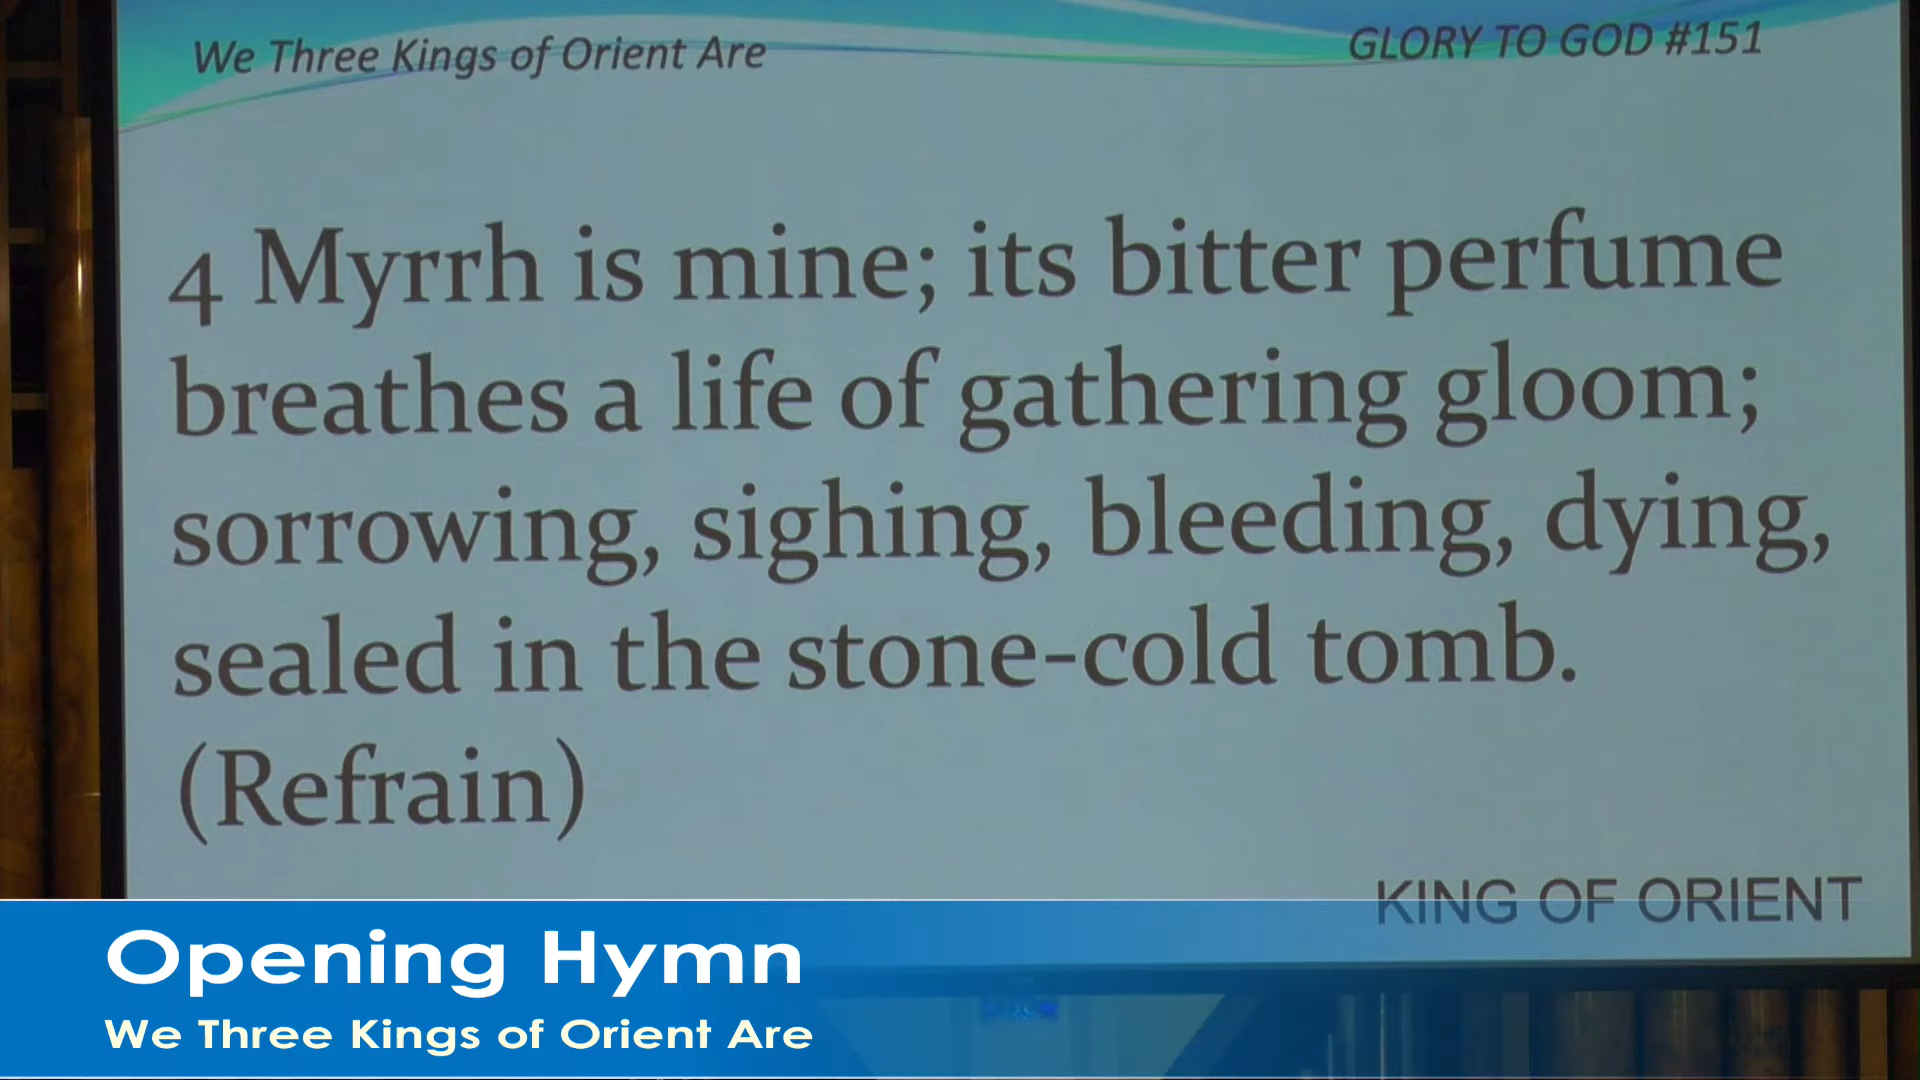 We Three Kings of Orient Are
GLORY TO GOD #151
4 Myrrh is mine; its bitter perfume
breathes a life of gathering gloom;
sorrowing, sighing, bleeding, dying,
sealed in the stone-cold tomb.
(Refrain)
KING OF ORIENT
Opening Hymn
We Three Kings of Orient Are